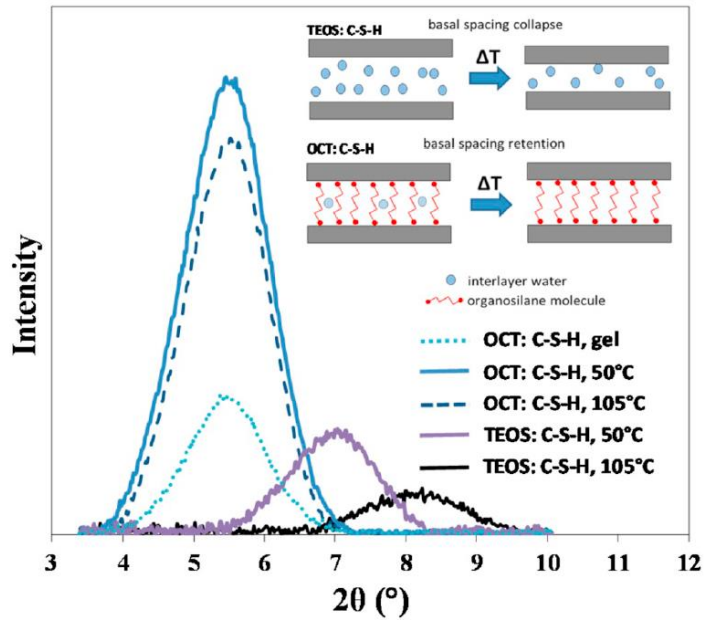 TEOS: C-S-H
basal spacing collapse
ΔT
OCT: C-S-H
basal spacing retention
ΔT
interlayer water
organosilane molecule
OCT: C-S-H, gel
OCT: C-S-H, 50°C
OCT: C-S-H, 105°C
TEOS: C-S-H, 50°C
TEOS: C-S-H, 105°C
Intensity
3 4 5 6 7 8 9 10 11 12
2θ (°)